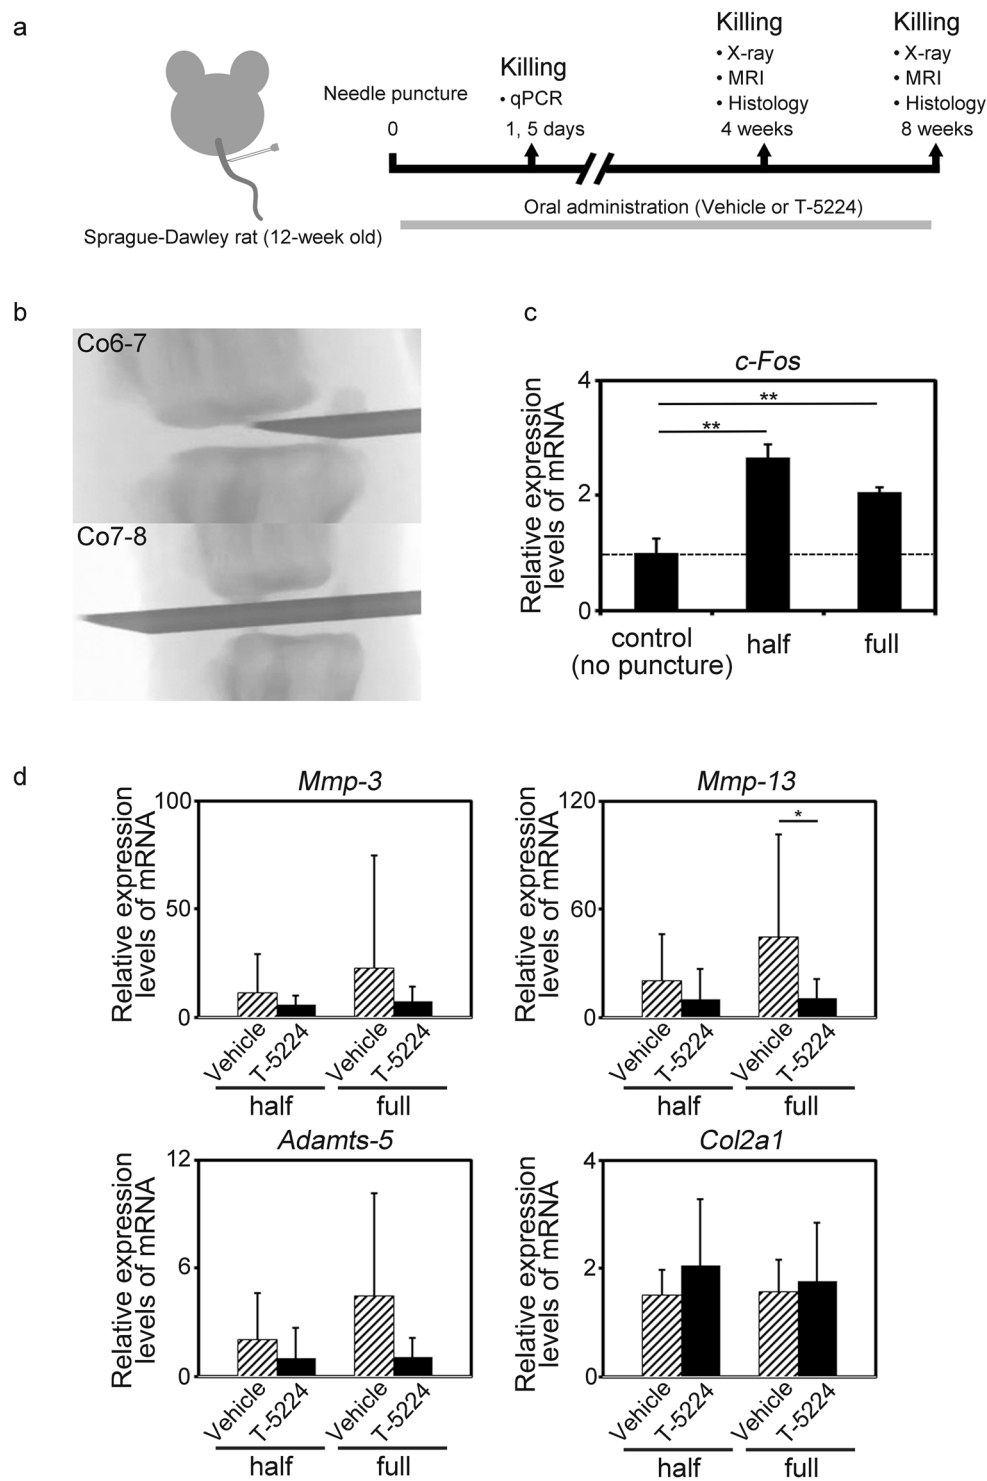 a
Killing
• X-ray
• MRI
• Histology
4 weeks
Killing
• X-ray
• MRI
• Histology
8 weeks
Killing
• qPCR
1, 5 days
Needle puncture
0
Oral administration (Vehicle or T-5224)
Sprague-Dawley rat (12-week old)
b
Co6-7
Co7-8
c
c-Fos
Relative expression
levels of mRNA
4
2
0
**
**
control
(no puncture)
half
full
d
Mmp-3
Relative expression
levels of mRNA
100
50
0
Vehicle
T-5224
Vehicle
T-5224
half
full
Mmp-13
Relative expression
levels of mRNA
120
60
0
*
Vehicle
T-5224
Vehicle
T-5224
half
full
Adamts-5
Relative expression
levels of mRNA
12
6
0
Vehicle
T-5224
Vehicle
T-5224
half
full
Col2a1
Relative expression
levels of mRNA
4
2
0
Vehicle
T-5224
Vehicle
T-5224
half
full